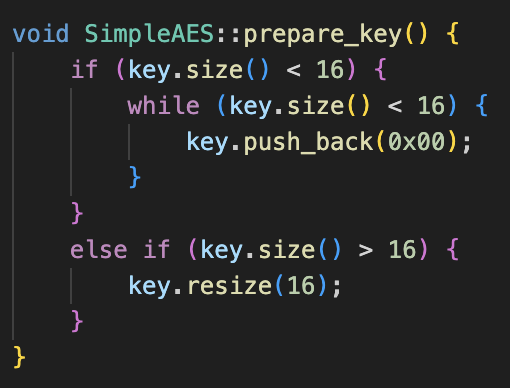 void SimpleAES::prepare_key() {
    if (key.size() < 16) {
        while (key.size() < 16) {
            key.push_back(0x00);
        }
    }
    else if (key.size() > 16) {
        key.resize(16);
    }
}